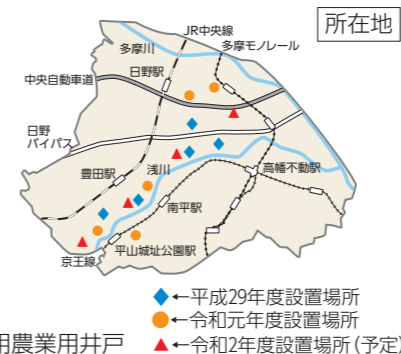 所在地
JR中央線
多摩川
多摩モノレール
日野駅
中央自動車道
日野
バイパス
豊田駅
浅川
高幡不動駅
南平駅
平山城址公園駅
京王線
←平成29年度設置場所
←令和元年度設置場所
用農業用井戸
←令和2年度設置場所(予定)